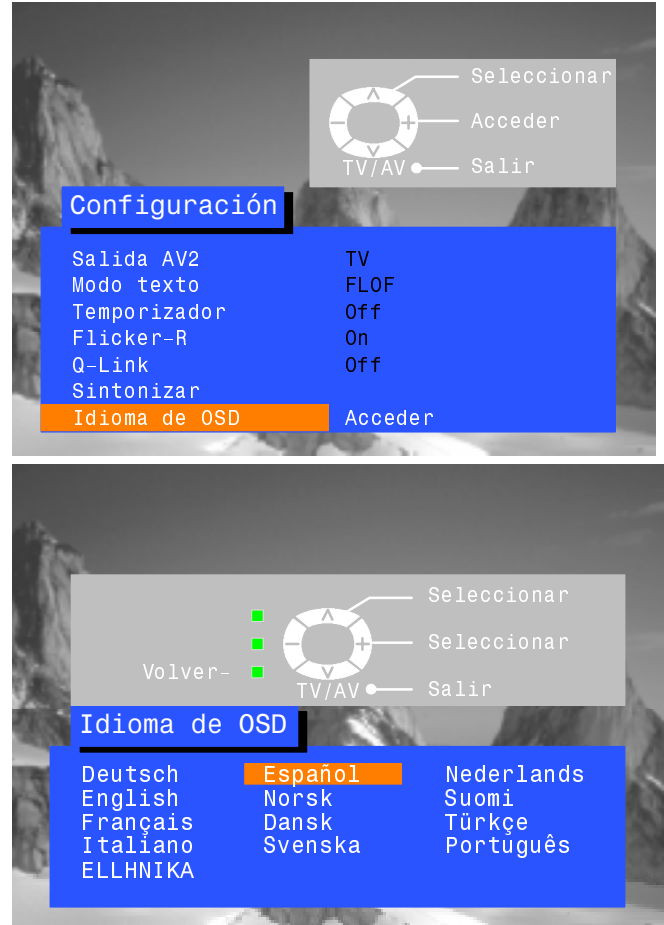 Seleccionar
Acceder
TV/AV Salir
Configuración
Salida AV2 TV
Modo texto FLOF
Temporizador Off
Flicker-R On
Q-Link Off
Sintonizar
Idioma de OSD Acceder
Seleccionar
Seleccionar
Volver-
TV/AV Salir
Idioma de OSD
Deutsch Español Nederlands
English Norsk Suomi
Français Dansk Türkçe
Italiano Svenska Português
ELLHNIKA